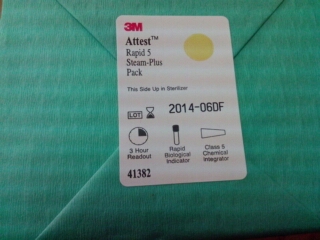 3M
Attest™
Rapid 5
Steam-Plus
Pack
This Side Up in Sterilizer
LOT 2014-06DF
3 Hour Readout
Rapid Biological Indicator
Class 5 Chemical Integrator
41382